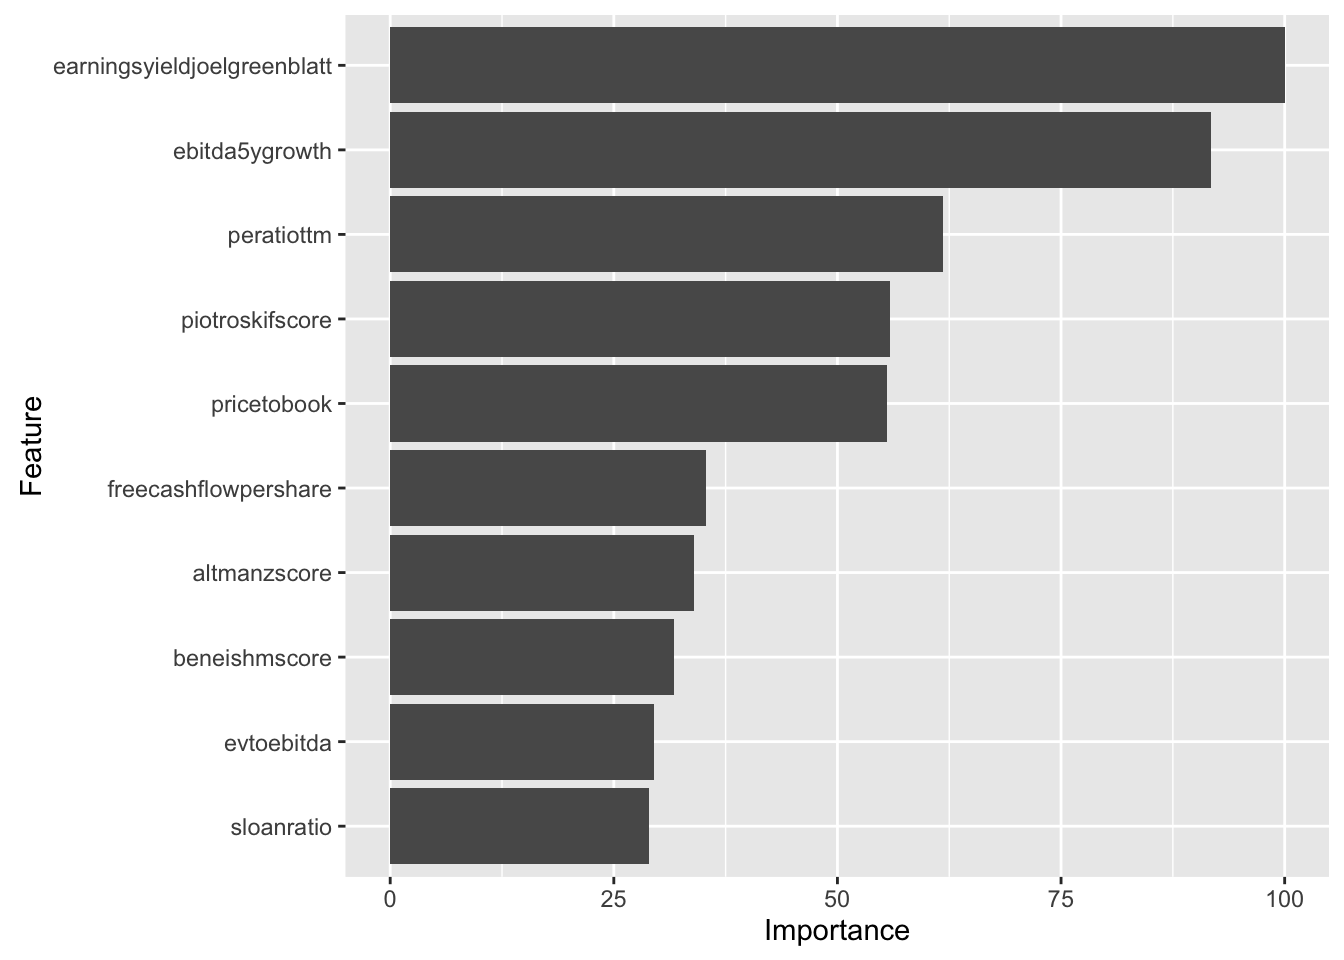 earningsyieldjoelgreenblatt
ebitda5ygrowth
peratiottm
piotroskifscore
pricetobook
freecashflowpershare
altmanzscore
beneishmscore
evtoebitda
sloanratio
Feature
0 25 50 75 100
Importance